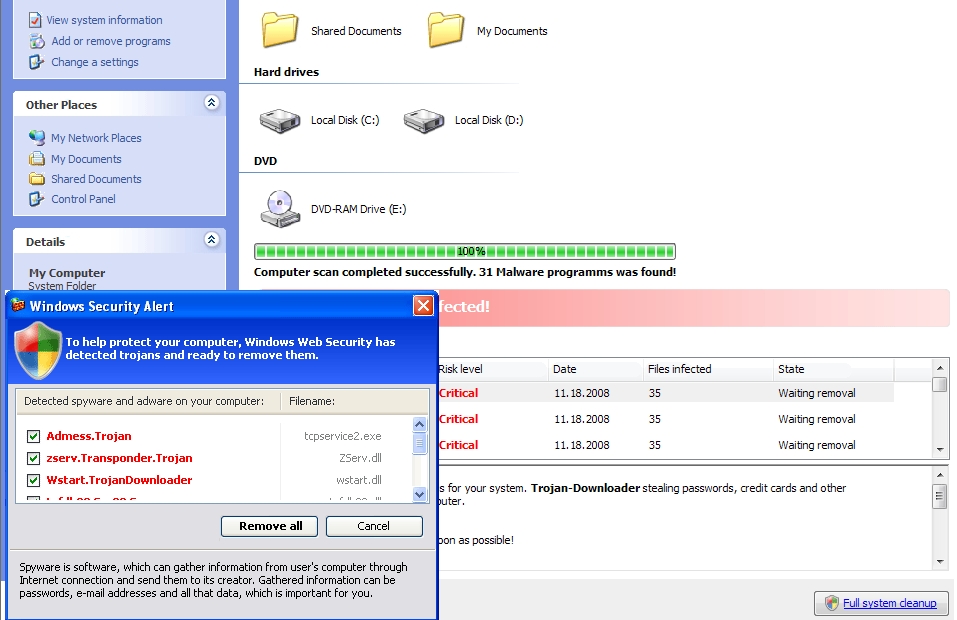 View system information
Add or remove programs
Change a settings
Other Places
My Network Places
My Documents
Shared Documents
Control Panel
Details
My Computer
System Folder
Shared Documents
My Documents
Hard drives
Local Disk (C:)
Local Disk (D:)
DVD
DVD-RAM Drive (E:)
100%
Computer scan completed successfully. 31 Malware programms was found!
fected!
Risk level Date Files infected State
Critical 11.18.2008 35 Waiting removal
Critical 11.18.2008 35 Waiting removal
Critical 11.18.2008 35 Waiting removal
s for your system. Trojan-Downloader stealing passwords, credit cards and other
puter.
oon as possible!
Full system cleanup
Windows Security Alert
To help protect your computer, Windows Web Security has
detected trojans and ready to remove them.
Detected spyware and adware on your computer: Filename:
Admess.Trojan tcpservice2.exe
zserv.Transponder.Trojan ZServ.dll
Wstart.TrojanDownloader wstart.dll
Remove all
Cancel
Spyware is software, which can gather information from user's computer through
Internet connection and send them to its creator. Gathered information can be
passwords, e-mail addresses and all that data, which is important for you.